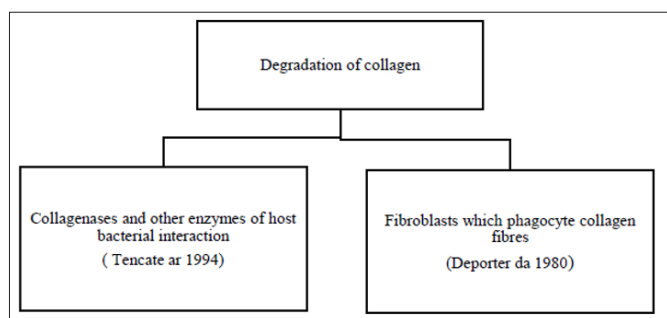 Degradation of collagen
Collagenases and other enzymes of host
bacterial interaction
( Tencate ar 1994)
Fibroblasts which phagocyte collagen
fibres
(Deporter da 1980)